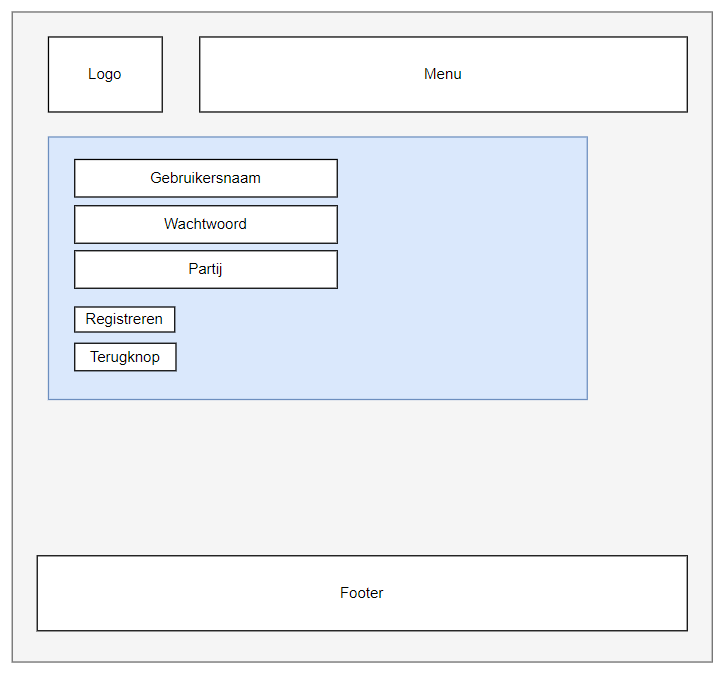 Logo
Menu
Gebruikersnaam
Wachtwoord
Partij
Registreren
Terugknop
Footer